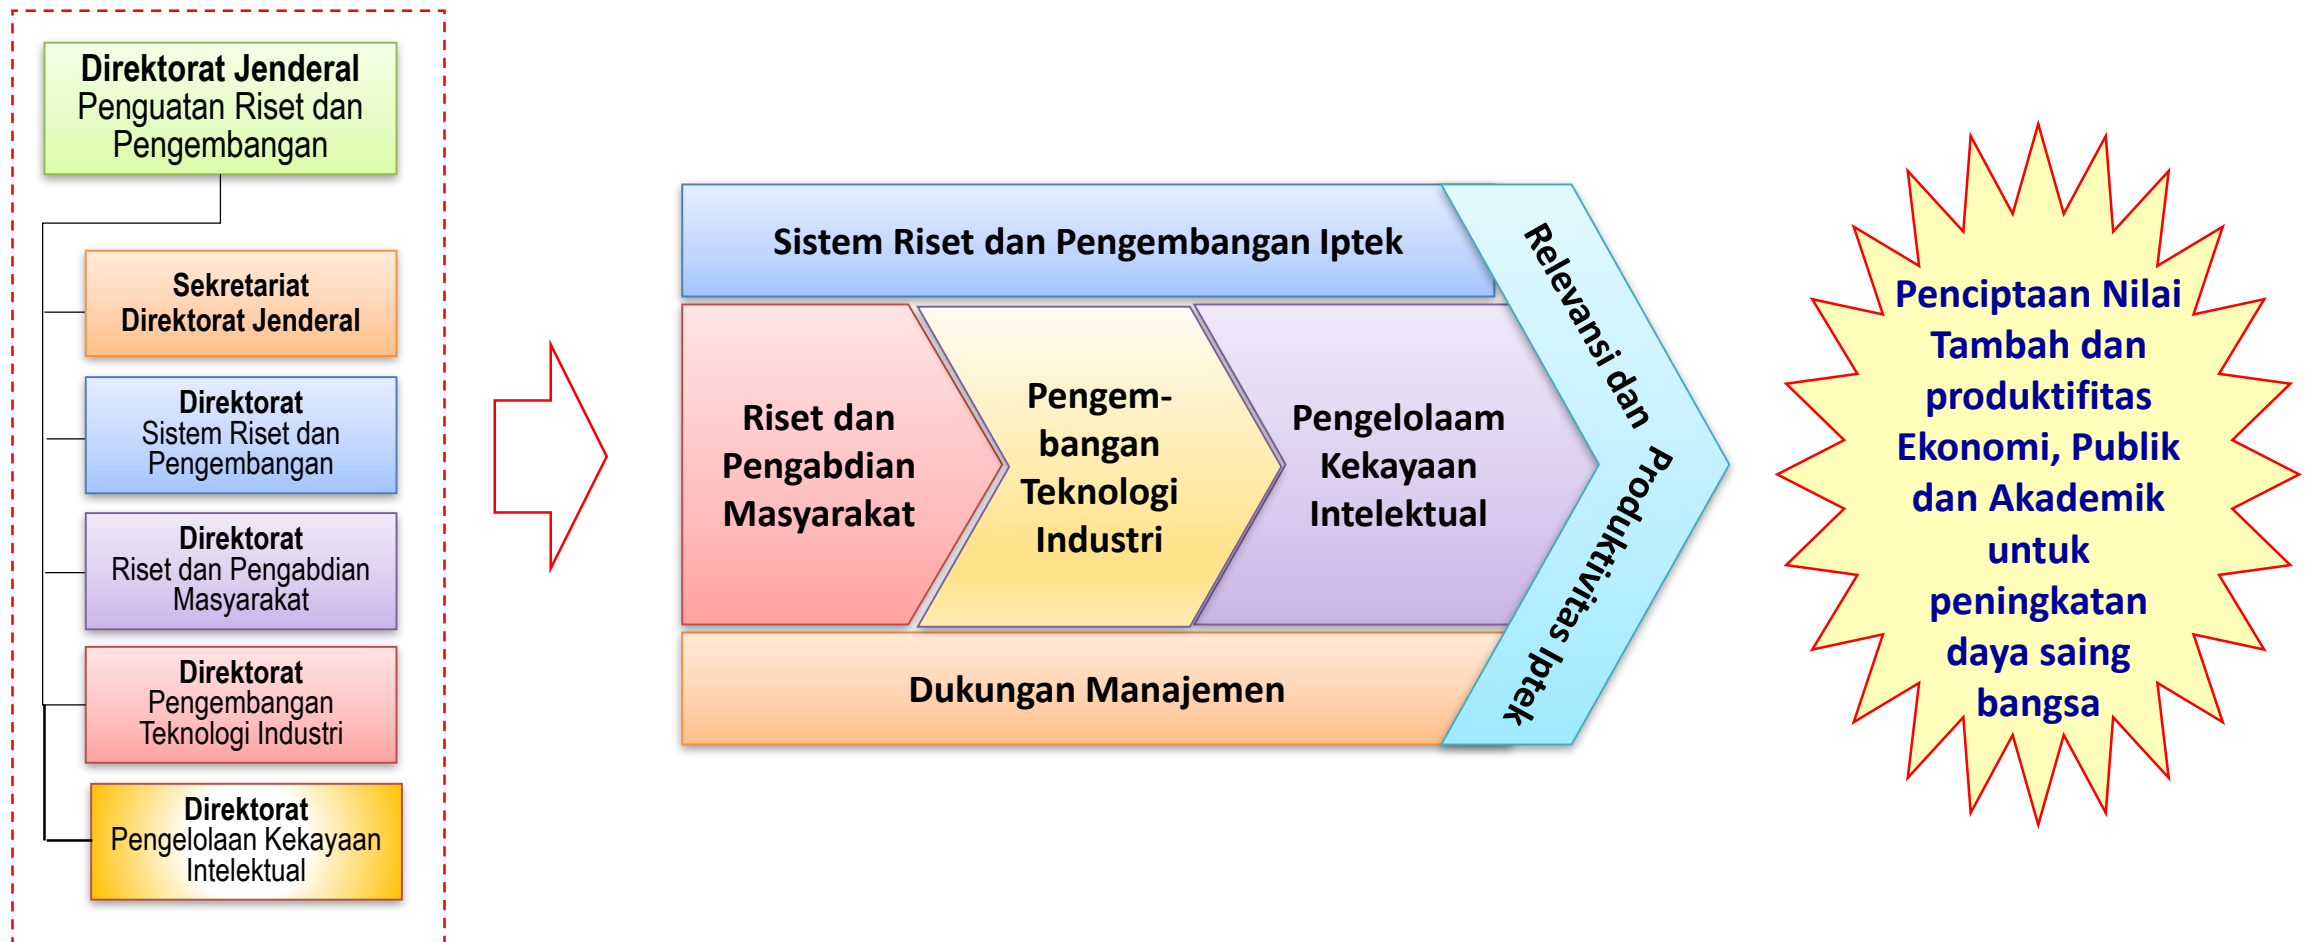 Direktorat Jenderal
Penguatan Riset dan
Pengembangan
Sekretariat
Direktorat Jenderal
Direktorat
Sistem Riset dan
Pengembangan
Direktorat
Riset dan Pengabdian
Masyarakat
Direktorat
Pengembangan
Teknologi Industri
Direktorat
Pengelolaan Kekayaan
Intelektual
Sistem Riset dan Pengembangan Iptek
Riset dan
Pengabdian
Masyarakat
Pengem-
bangan
Teknologi
Industri
Pengelolaam
Kekayaan
Intelektual
Dukungan Manajemen
Relevansi dan Produktivitas Iptek
Penciptaan Nilai
Tambah dan
produktifitas
Ekonomi, Publik
dan Akademik
untuk
peningkatan
daya saing
bangsa